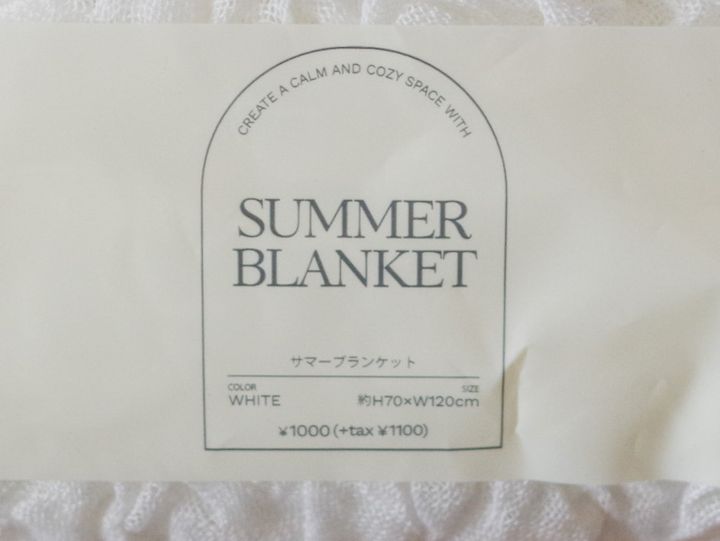 CREATE A CALM AND COZY SPACE WITH
SUMMER
BLANKET
サマーブランケット
COLOR
WHITE
SIZE
約H70×W120cm
¥1000(+tax ¥1100)